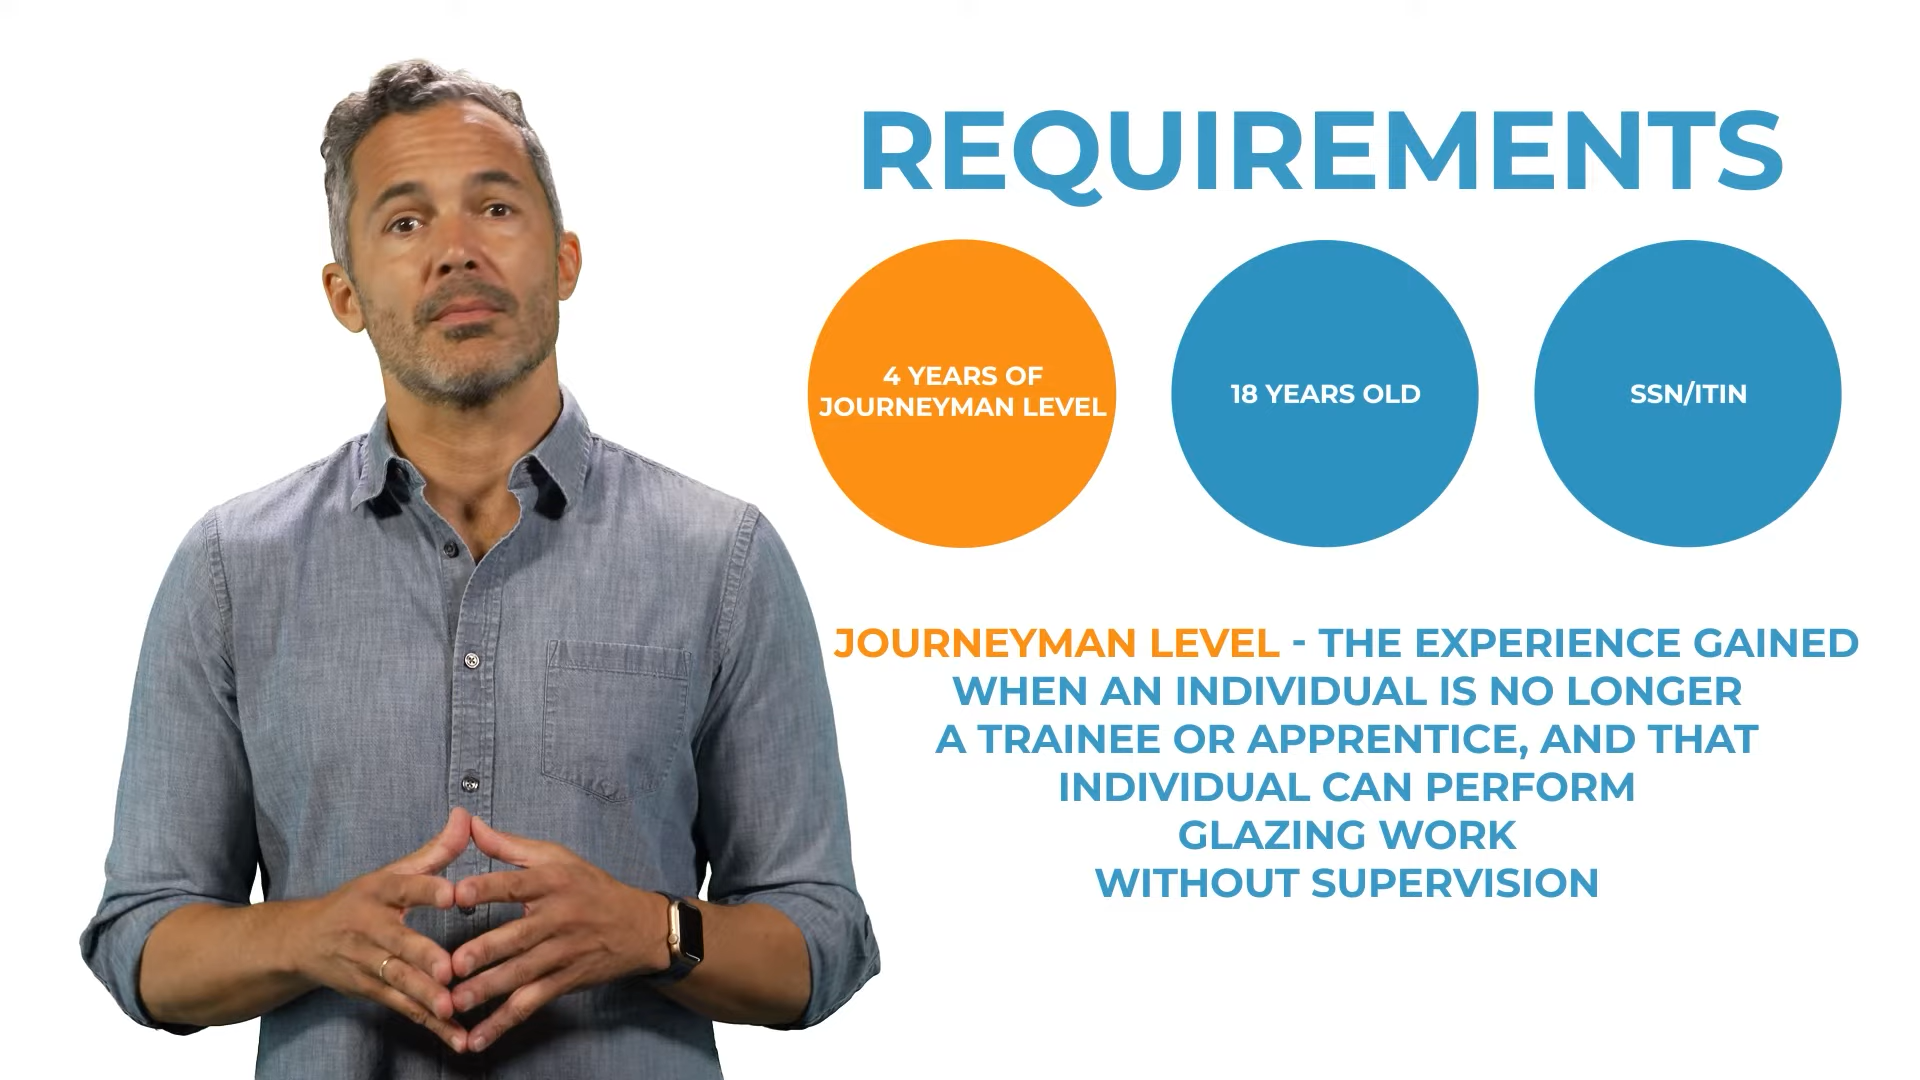 REQUIREMENTS
4 YEARS OF
JOURNEYMAN LEVEL
18 YEARS OLD
SSN/ITIN
JOURNEYMAN LEVEL - THE EXPERIENCE GAINED
WHEN AN INDIVIDUAL IS NO LONGER
A TRAINEE OR APPRENTICE, AND THAT
INDIVIDUAL CAN PERFORM
GLAZING WORK
WITHOUT SUPERVISION